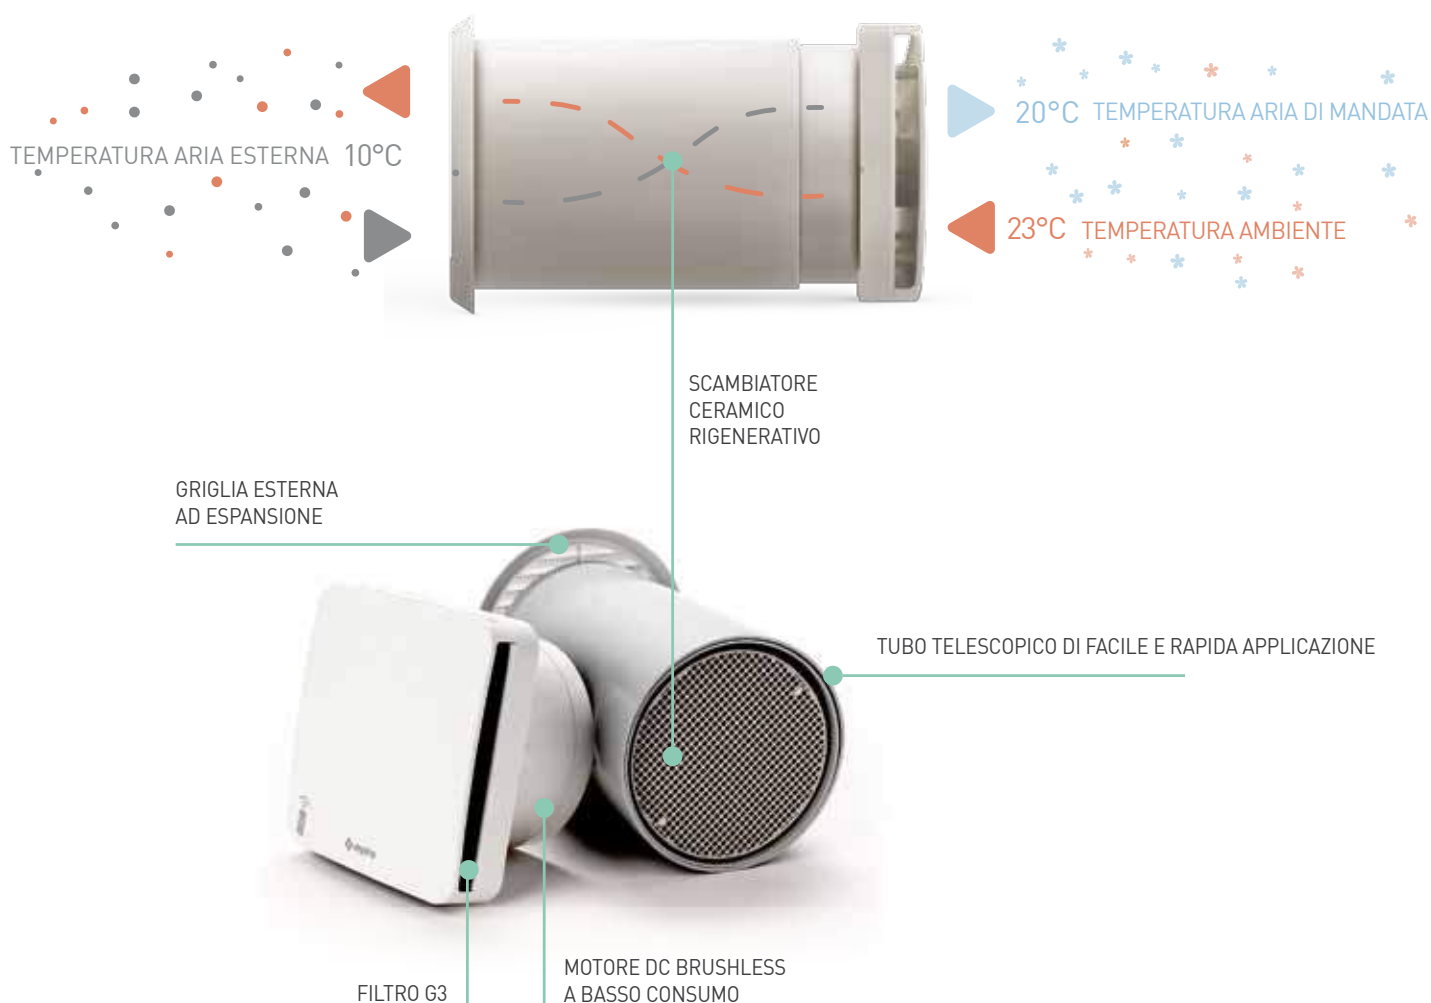 20°C TEMPERATURA ARIA DI MANDATA
TEMPERATURA ARIA ESTERNA 10°C
23°C TEMPERATURA AMBIENTE
SCAMBIATORE
CERAMICO
RIGENERATIVO
GRIGLIA ESTERNA
AD ESPANSIONE
TUBO TELESCOPICO DI FACILE E RAPIDA APPLICAZIONE
MOTORE DC BRUSHLESS
A BASSO CONSUMO
FILTRO G3